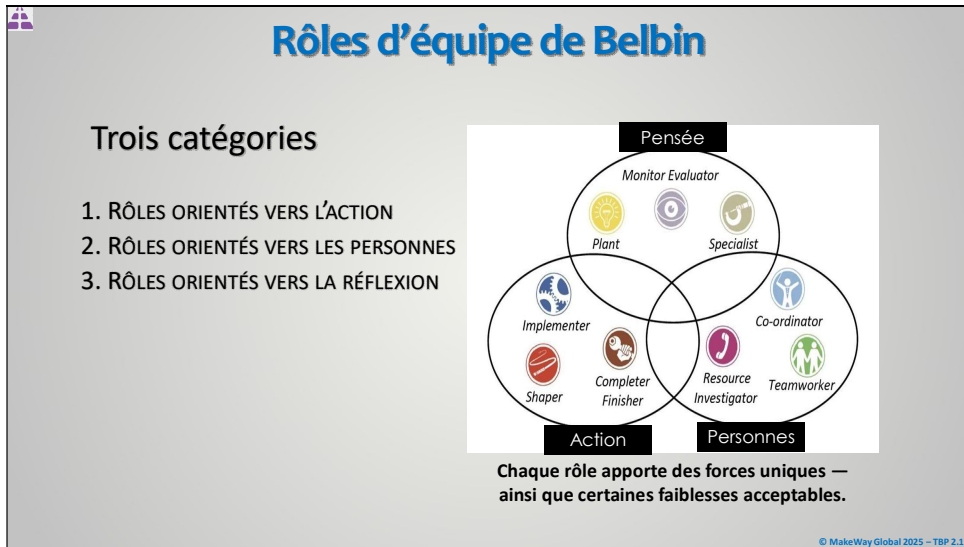 Rôles d’équipe de Belbin
Trois catégories
1. RÔLES ORIENTÉS VERS L’ACTION
2. RÔLES ORIENTÉS VERS LES PERSONNES
3. RÔLES ORIENTÉS VERS LA RÉFLEXION
Pensée
Monitor Evaluator
Plant
Specialist
Implementer
Shaper
Completer
Finisher
Co-ordinator
Resource
Investigator
Teamworker
Action
Personnes
Chaque rôle apporte des forces uniques —
ainsi que certaines faiblesses acceptables.
© MakeWay Global 2025 – TBP 2.1